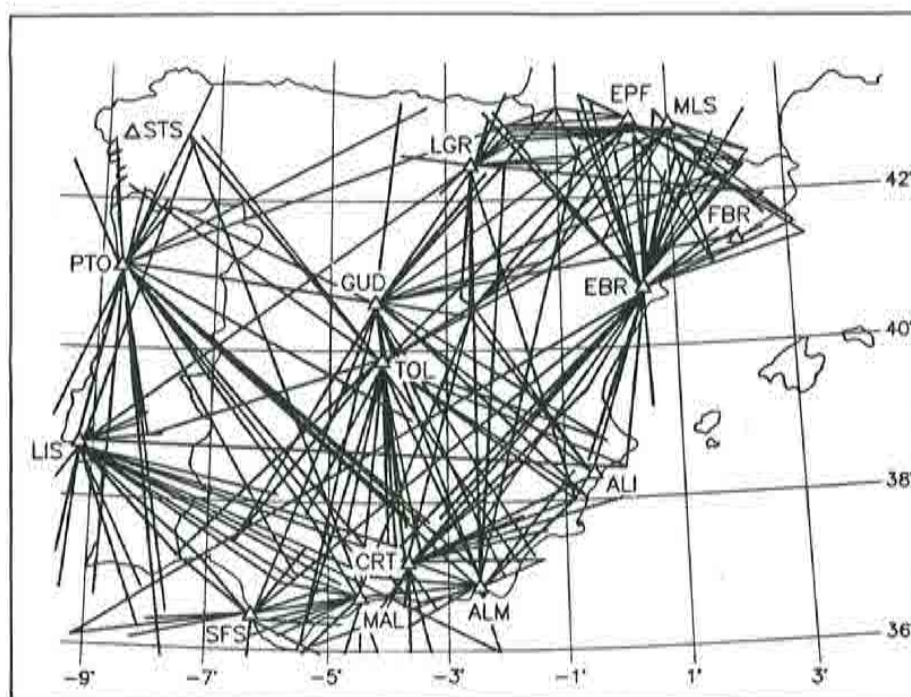 EPF
MLS
STS
LGR
42°
FBR
PTO
GUD
EBR
40°
TOL
LIS
ALI
38°
CRT
SFS
MAL
ALM
36°
-9° -7° -5° -3° -1° 1° 3°